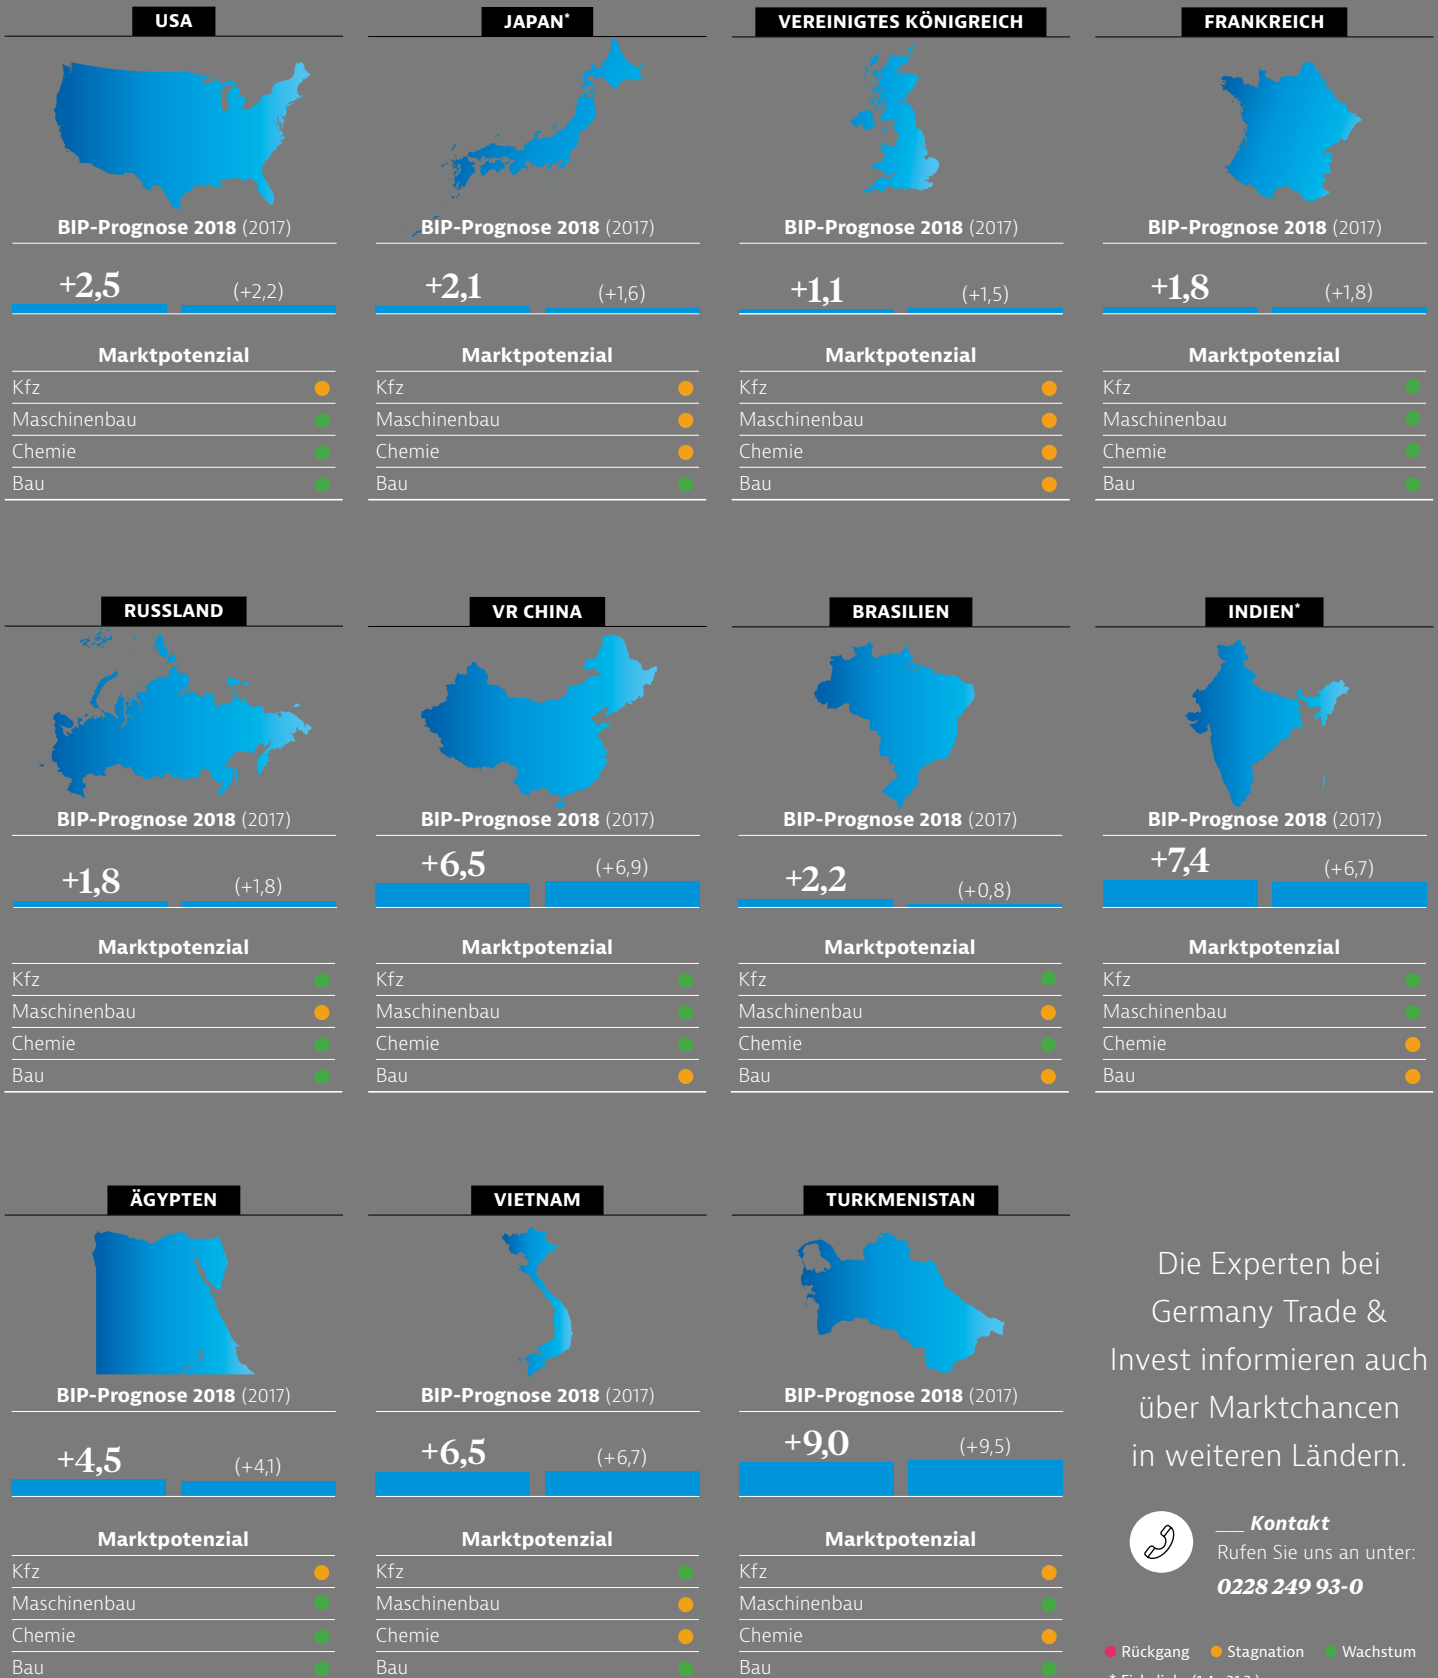 USA
BIP-Prognose 2018 (2017)
+2,5 (+2,2)
Marktpotenzial
Kfz
Maschinenbau
Chemie
Bau
JAPAN*
BIP-Prognose 2018 (2017)
+2,1 (+1,6)
Marktpotenzial
Kfz
Maschinenbau
Chemie
Bau
VEREINIGTES KÖNIGREICH
BIP-Prognose 2018 (2017)
+1,1 (+1,5)
Marktpotenzial
Kfz
Maschinenbau
Chemie
Bau
FRANKREICH
BIP-Prognose 2018 (2017)
+1,8 (+1,8)
Marktpotenzial
Kfz
Maschinenbau
Chemie
Bau
RUSSLAND
BIP-Prognose 2018 (2017)
+1,8 (+1,8)
Marktpotenzial
Kfz
Maschinenbau
Chemie
Bau
VR CHINA
BIP-Prognose 2018 (2017)
+6,5 (+6,9)
Marktpotenzial
Kfz
Maschinenbau
Chemie
Bau
BRASILIEN
BIP-Prognose 2018 (2017)
+2,2 (+0,8)
Marktpotenzial
Kfz
Maschinenbau
Chemie
Bau
INDIEN*
BIP-Prognose 2018 (2017)
+7,4 (+6,7)
Marktpotenzial
Kfz
Maschinenbau
Chemie
Bau
ÄGYPTEN
BIP-Prognose 2018 (2017)
+4,5 (+4,1)
Marktpotenzial
Kfz
Maschinenbau
Chemie
Bau
VIETNAM
BIP-Prognose 2018 (2017)
+6,5 (+6,7)
Marktpotenzial
Kfz
Maschinenbau
Chemie
Bau
TURKMENISTAN
BIP-Prognose 2018 (2017)
+9,0 (+9,5)
Marktpotenzial
Kfz
Maschinenbau
Chemie
Bau
Die Experten bei
Germany Trade &
Invest informieren auch
über Marktchancen
in weiteren Ländern.
Kontakt
Rufen Sie uns an unter:
0228 249 93-0
Rückgang Stagnation Wachstum